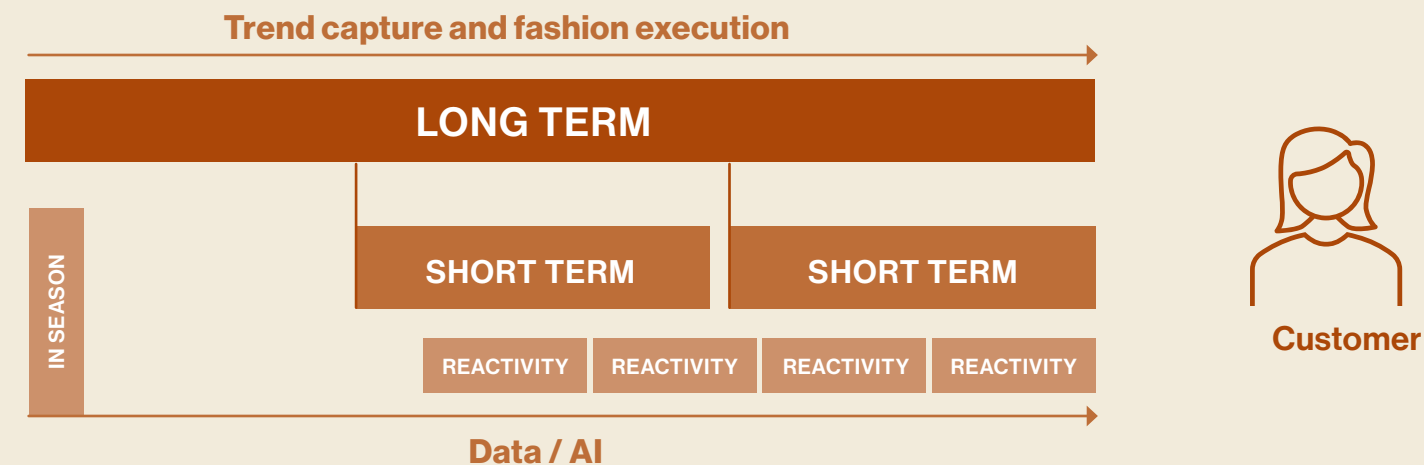 Trend capture and fashion execution
LONG TERM
IN SEASON
SHORT TERM
SHORT TERM
REACTIVITY
REACTIVITY
REACTIVITY
REACTIVITY
Data / AI
Customer